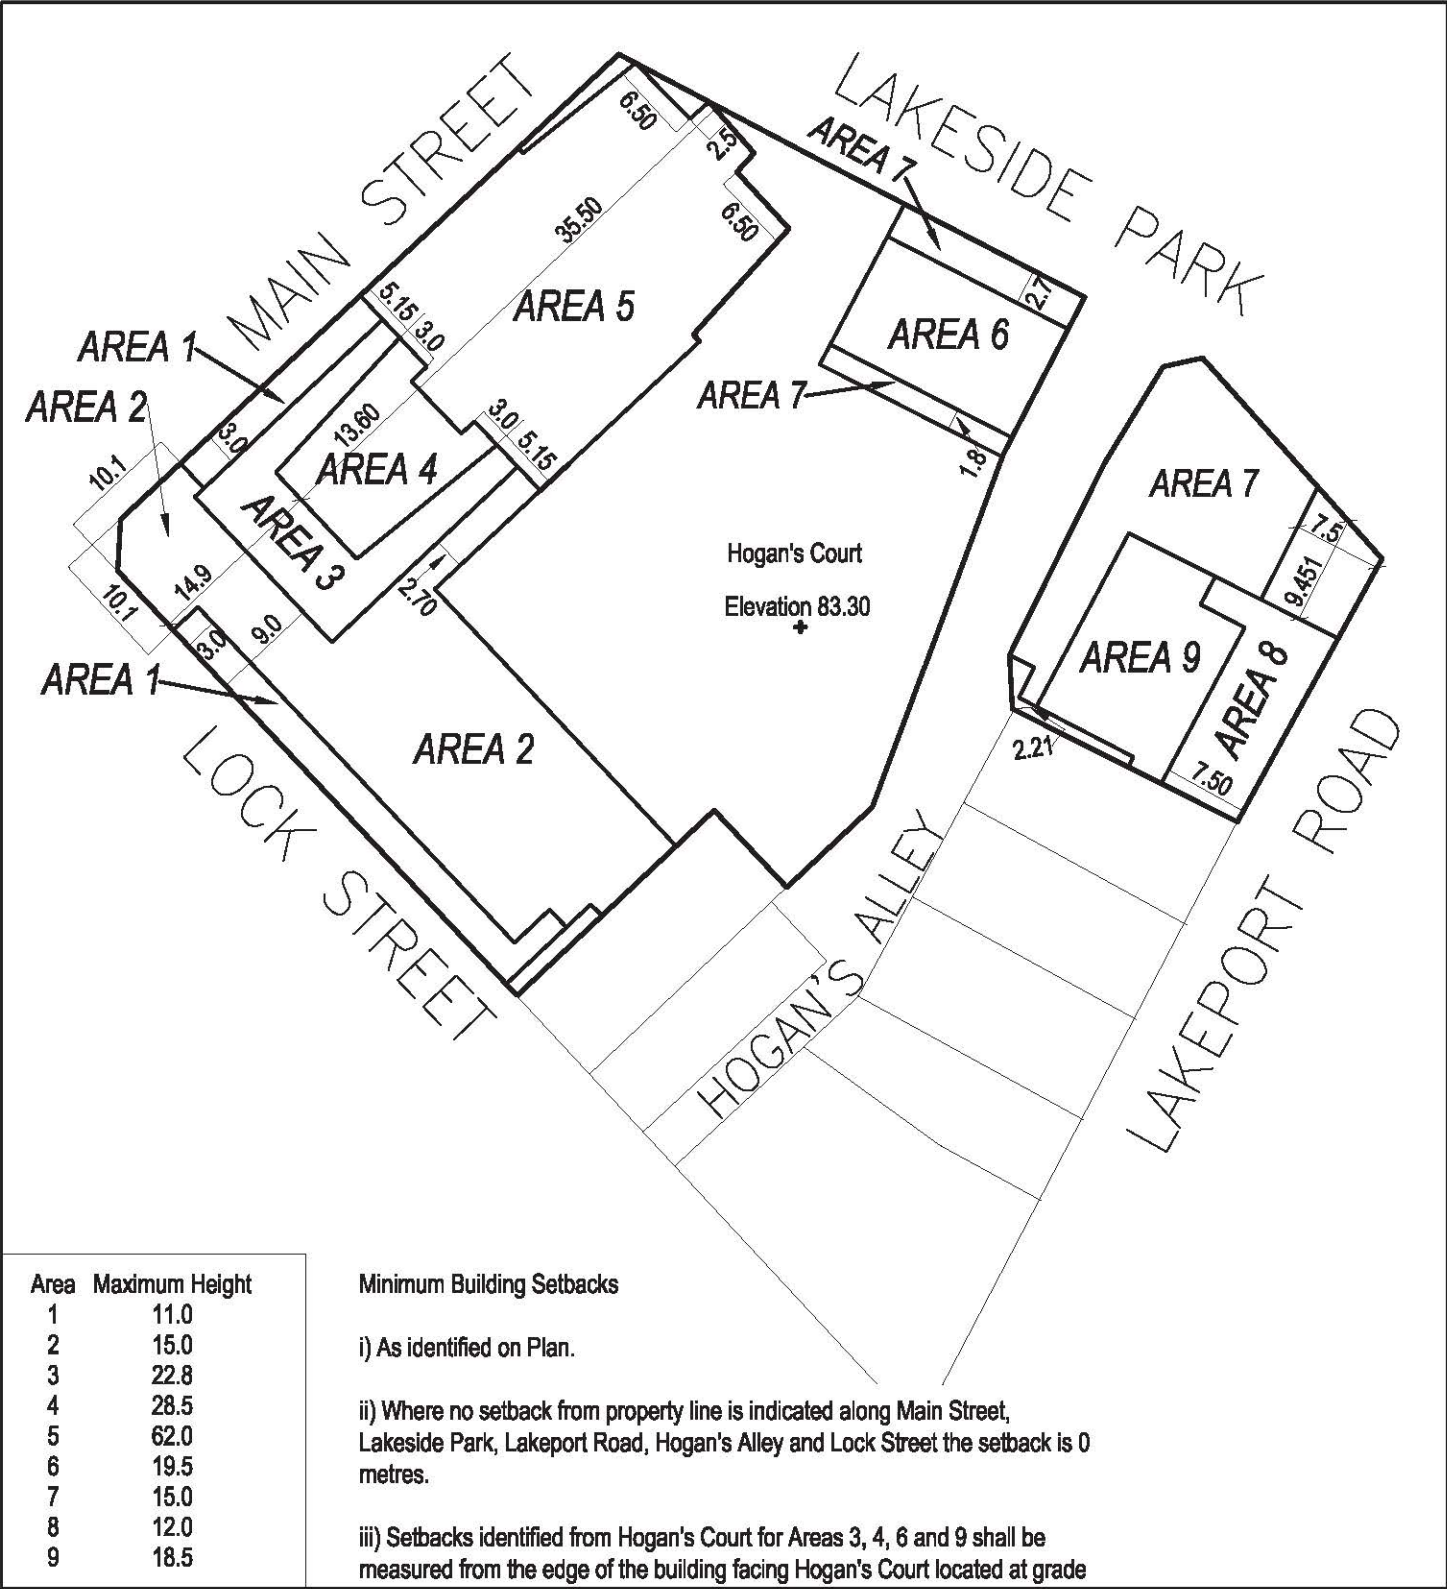 MAIN STREET
LAKESIDE PARK
AREA 7
6.50
2.5
6.50
35.50
2.7
5.15
3.0
AREA 5
AREA 6
AREA 1
AREA 7
AREA 2
3.0
13.60
3.0
5.15
1.8
10.1
AREA 4
AREA 7
AREA 3
7.5
9.451
Hogan's Court
Elevation 83.30
14.9
10.1
2.70
9.0
3.0
AREA 9
AREA 8
AREA 1
AREA 2
2.21
7.50
LOCK STREET
HOGAN'S ALLEY
LAKEPORT ROAD
Area Maximum Height
1 11.0
2 15.0
3 22.8
4 28.5
5 62.0
6 19.5
7 15.0
8 12.0
9 18.5
Minimum Building Setbacks
i) As identified on Plan.
ii) Where no setback from property line is indicated along Main Street,
Lakeside Park, Lakeport Road, Hogan's Alley and Lock Street the setback is 0
metres.
iii) Setbacks identified from Hogan's Court for Areas 3, 4, 6 and 9 shall be
measured from the edge of the building facing Hogan's Court located at grade